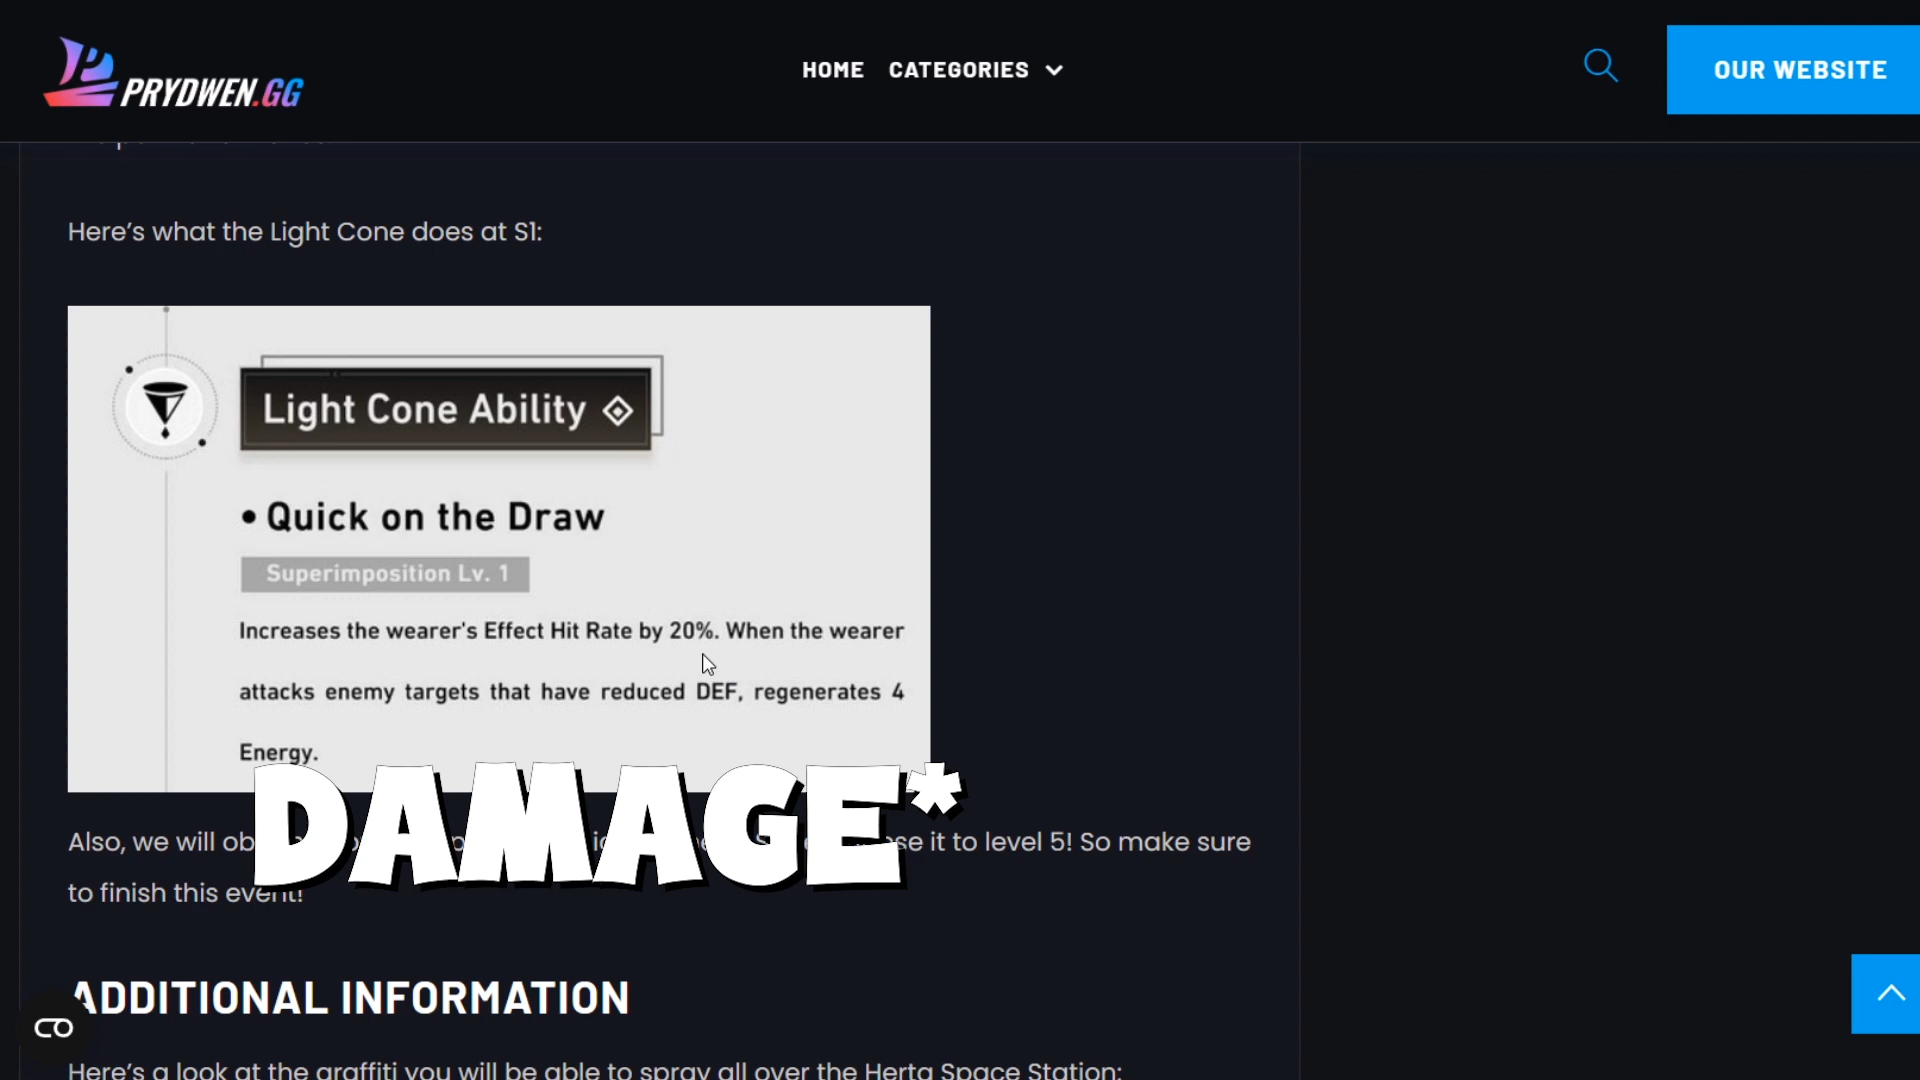 PRYDWEN.GG
HOME CATEGORIES
OUR WEBSITE
Here’s what the Light Cone does at S1:
Light Cone Ability
• Quick on the Draw
Superimposition Lv. 1
Increases the wearer's Effect Hit Rate by 20%. When the wearer
attacks enemy targets that have reduced DEF, regenerates 4
Energy.
DAMAGE*
Also, we will it to level 5! So make sure
to finish this event!
ADDITIONAL INFORMATION
Here’s a look at the graffiti you will be able to spray all over the Herta Space Station: